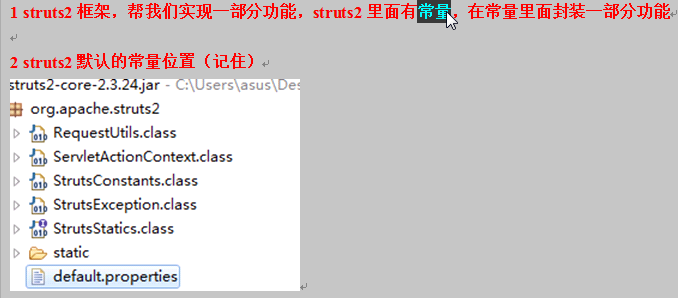 1 struts2 框架，帮我们实现一部分功能，struts2 里面有常量，在常量里面封装一部分功能
2 struts2 默认的常量位置（记住）
struts2-core-2.3.24.jar - C:\Users\asus\Des
org.apache.struts2
RequestUtils.class
ServletActionContext.class
StrutsConstants.class
StrutsException.class
StrutsStatics.class
static
default.properties